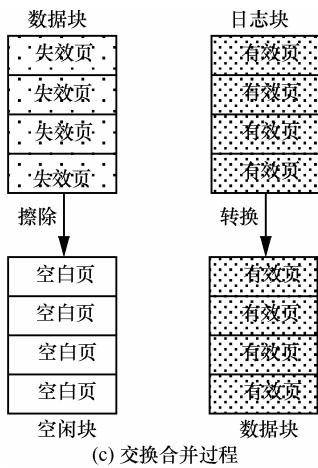 数据块 日志块
失效页 有效页
失效页 有效页
失效页 有效页
失效页 有效页
擦除 转换
空白页 有效页
空白页 有效页
空白页 有效页
空白页 有效页
空闲块 数据块
(c) 交换合并过程